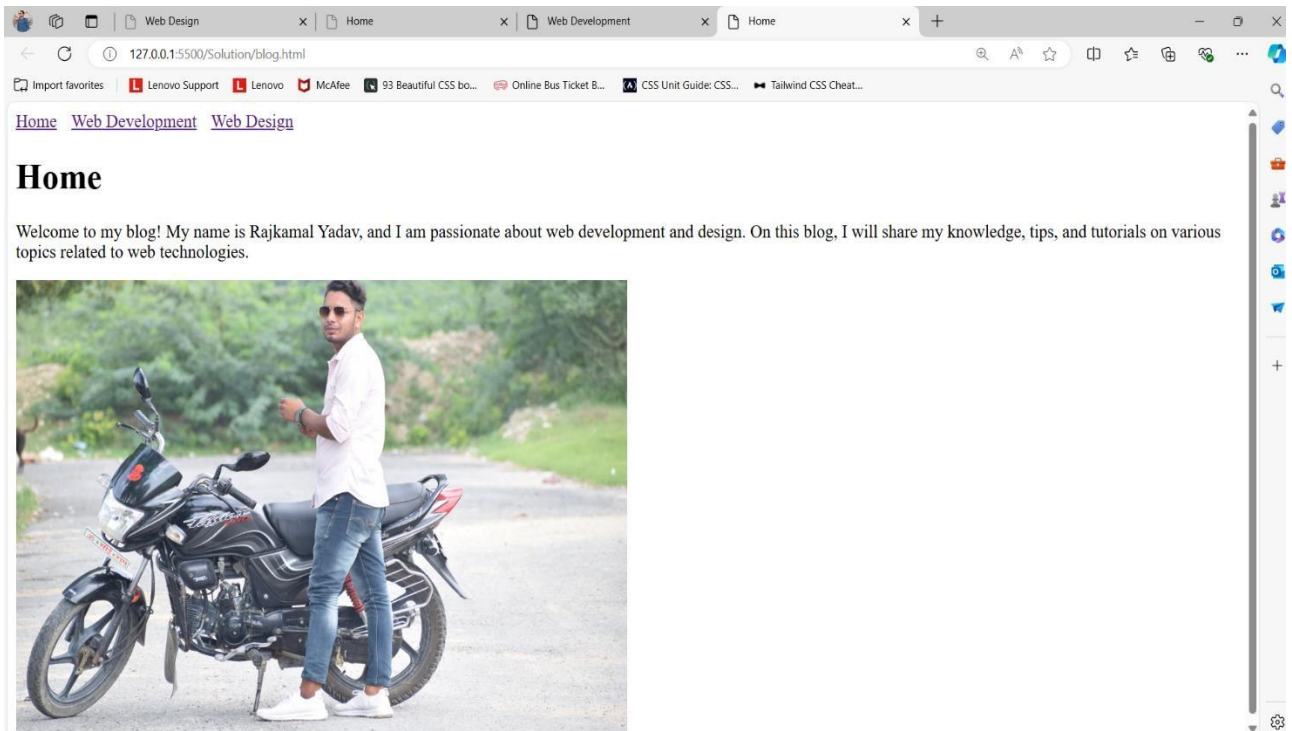 Web Design
Home
Web Development
Home
127.0.0.1:5500/Solution/blog.html
Import favorites
Lenovo Support
Lenovo
McAfee
93 Beautiful CSS bo...
Online Bus Ticket B...
CSS Unit Guide: CSS...
Tailwind CSS Cheat...
Home Web Development Web Design
Home
Welcome to my blog! My name is Rajkamal Yadav, and I am passionate about web development and design. On this blog, I will share my knowledge, tips, and tutorials on various
topics related to web technologies.